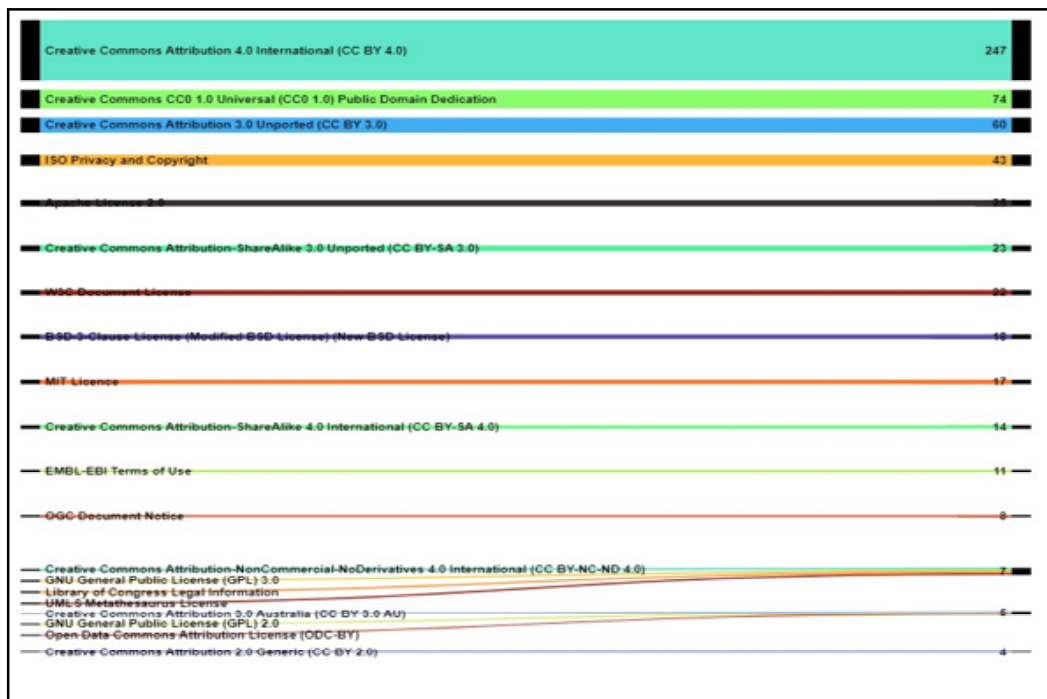 Creative Commons Attribution 4.0 International (CC BY 4.0) 247
Creative Commons CC0 1.0 Universal (CC0 1.0) Public Domain Dedication 74
Creative Commons Attribution 3.0 Unported (CC BY 3.0) 60
ISO Privacy and Copyright 43
Apache License 2.0
Creative Commons Attribution-ShareAlike 3.0 Unported (CC BY-SA 3.0) 23
W3C Document License 22
BSD-3-Clause License (Modified BSD License) (New BSD License) 18
MIT Licence 17
Creative Commons Attribution-ShareAlike 4.0 International (CC BY-SA 4.0) 14
EMBL-EBI Terms of Use 11
OGC Document Notice 8
Creative Commons Attribution-NonCommercial-NoDerivatives 4.0 International (CC BY-NC-ND 4.0)
GNU General Public License (GPL) 3.0 7
Library of Congress Legal Information
UMLS Metathesaurus License
Creative Commons Attribution 3.0 Australia (CC BY 3.0 AU)
GNU General Public License (GPL) 2.0
Open Data Commons Attribution License (ODC-BY)
Creative Commons Attribution 2.0 Generic (CC BY 2.0) 4